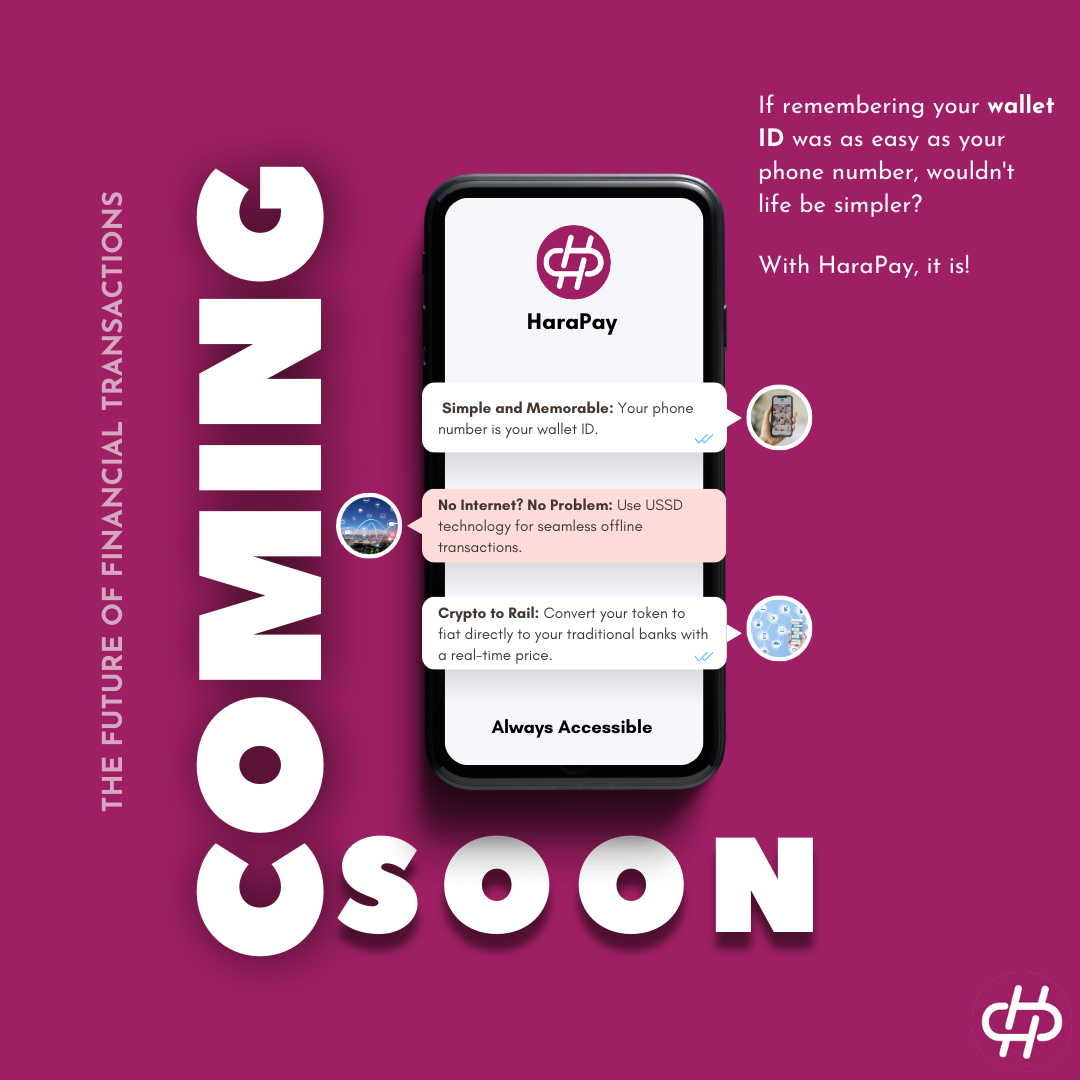 THE FUTURE OF FINANCIAL TRANSACTIONS
COMING
SOON
If remembering your wallet
ID was as easy as your
phone number, wouldn't
life be simpler?
With HaraPay, it is!
HaraPay
Simple and Memorable: Your phone
number is your wallet ID.
No Internet? No Problem: Use USSD
technology for seamless offline
transactions.
Crypto to Rail: Convert your token to
fiat directly to your traditional banks with
a real-time price.
Always Accessible